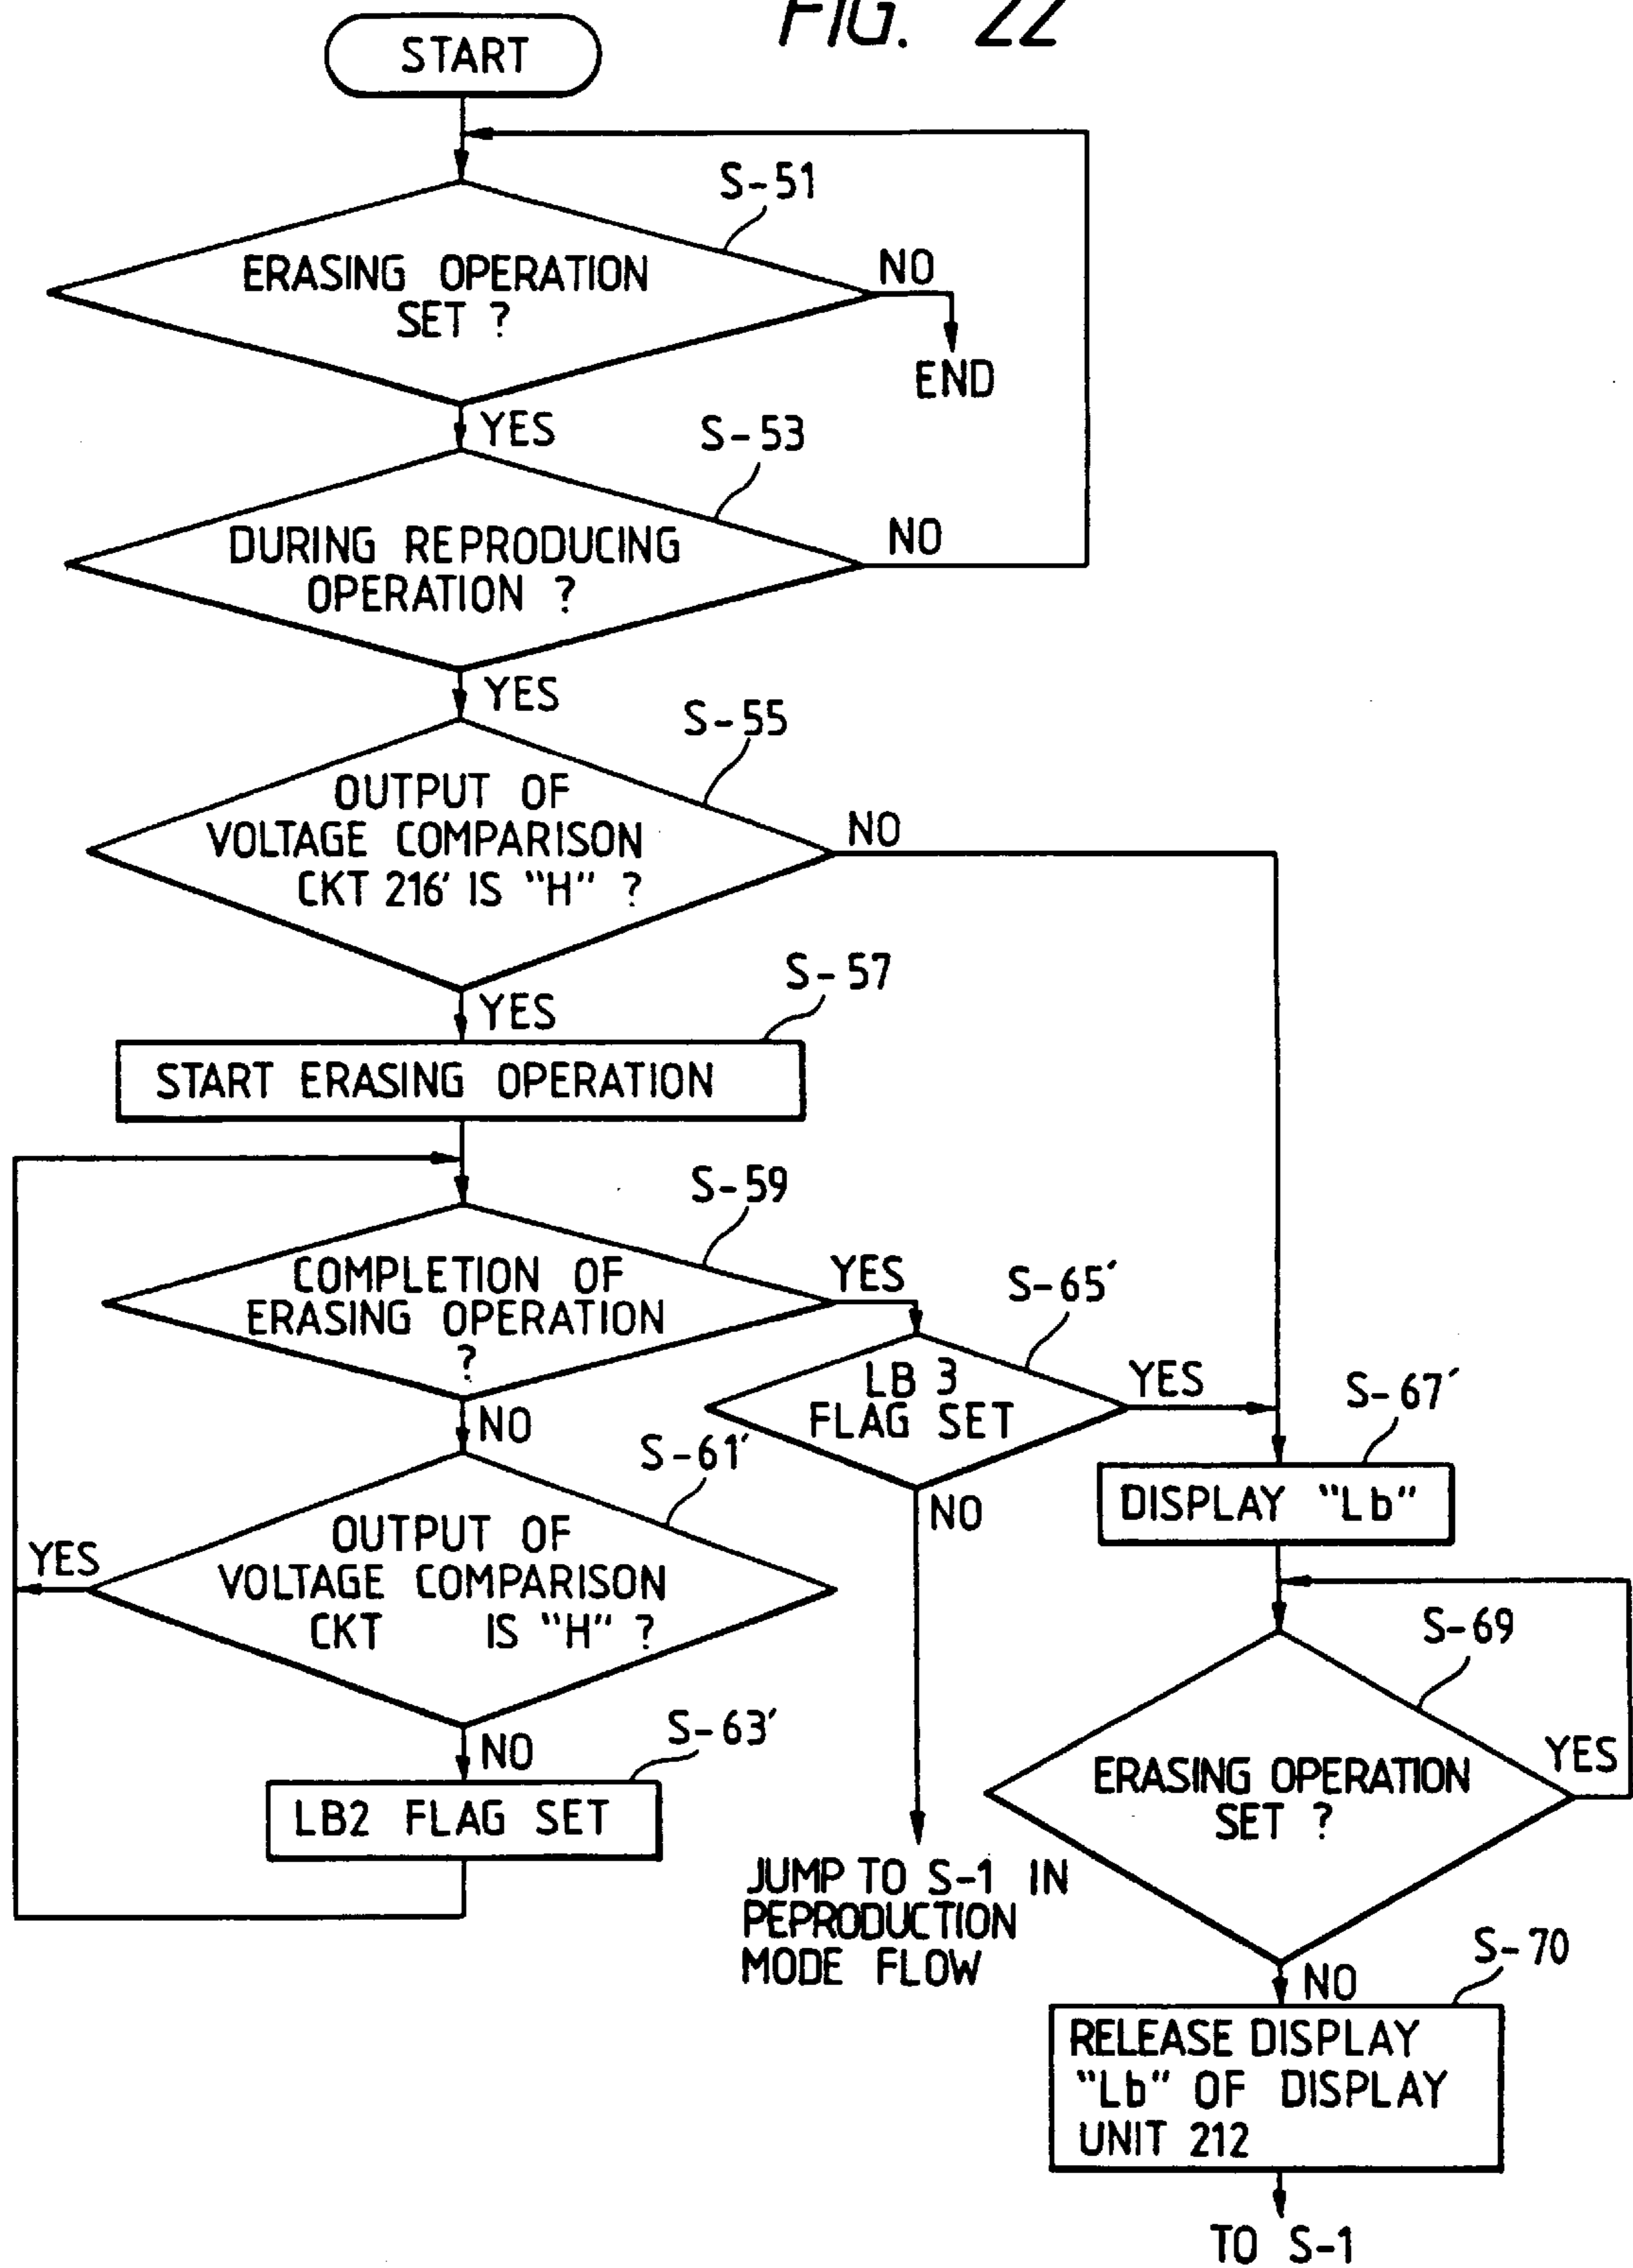 FIG. 22
START
S-51
ERASING OPERATION
SET ?
NO
END
YES
S-53
DURING REPRODUCING
OPERATION ?
NO
YES
S-55
OUTPUT OF
VOLTAGE COMPARISON
CKT 216' IS "H" ?
NO
YES
S-57
START ERASING OPERATION
S-59
COMPLETION OF
ERASING OPERATION
?
YES
NO
S-65'
LB 3
FLAG SET
YES
NO
S-67'
DISPLAY "Lb"
S-61'
OUTPUT OF
VOLTAGE COMPARISON
CKT IS "H" ?
YES
NO
S-63'
LB2 FLAG SET
JUMP TO S-1 IN
PEPRODUCTION
MODE FLOW
S-69
ERASING OPERATION
SET ?
YES
NO
S-70
RELEASE DISPLAY
"Lb" OF DISPLAY
UNIT 212
TO S-1